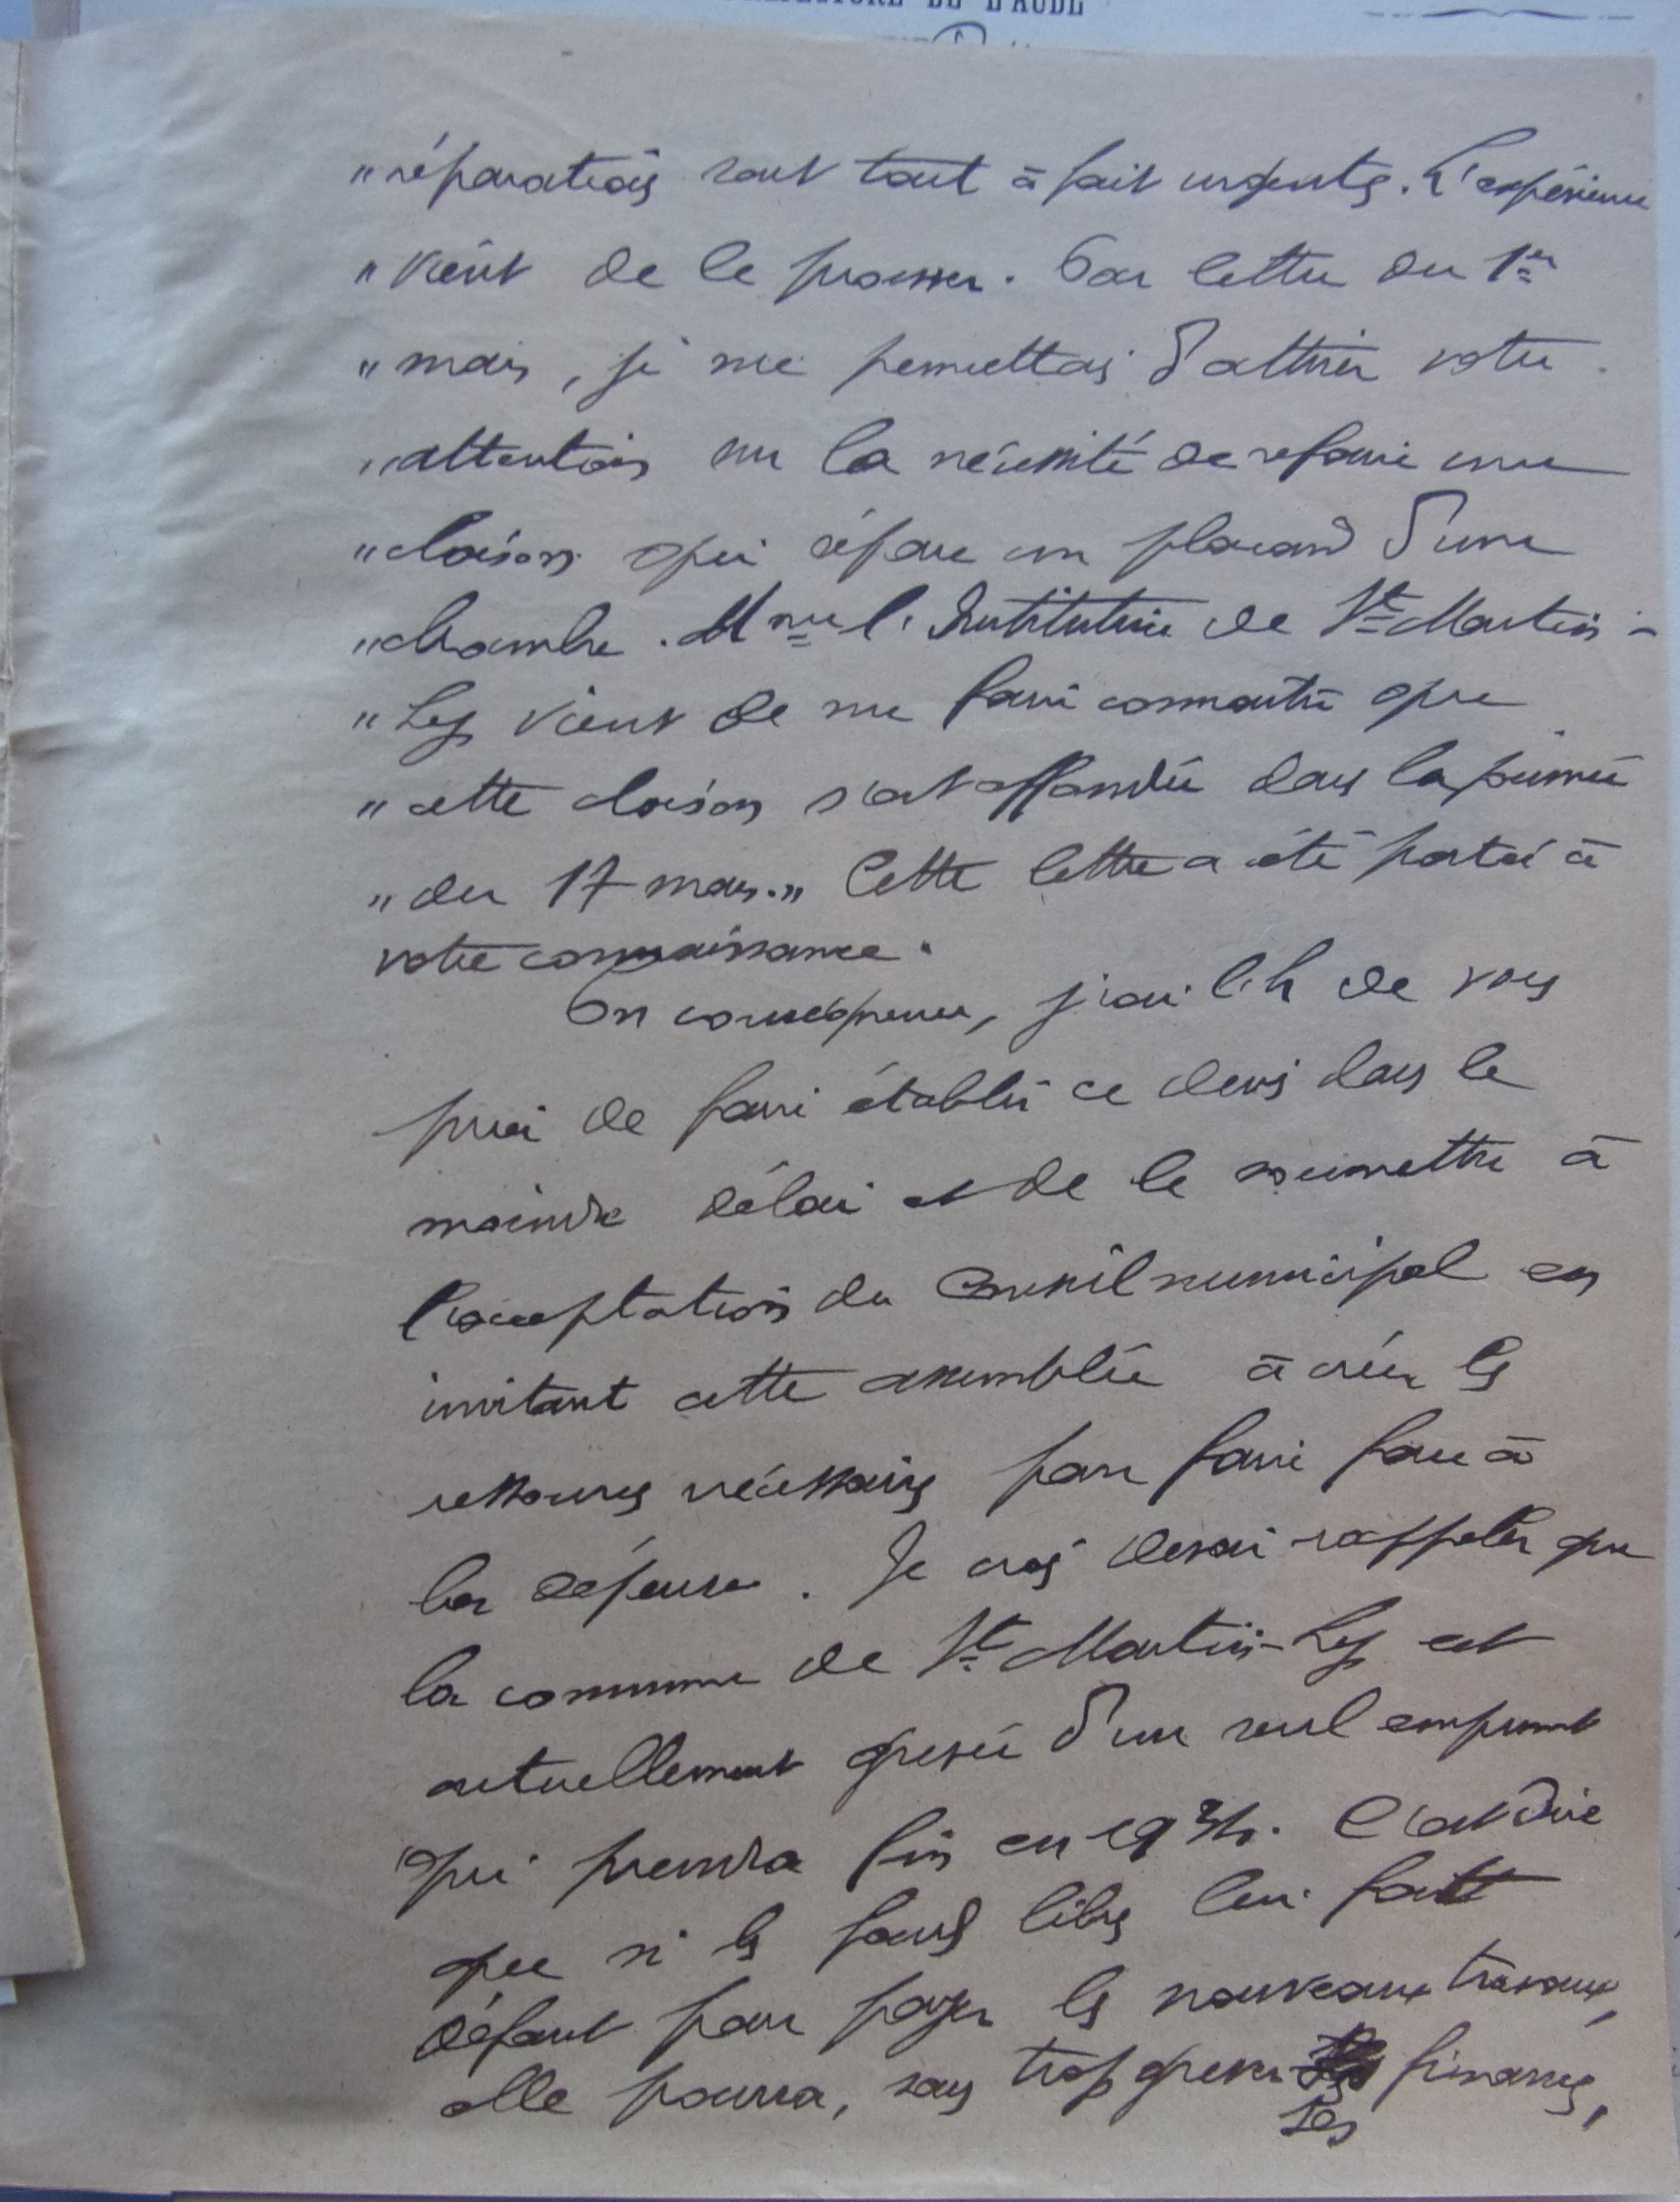 PRÉFECTURE DE L'AUDE
"réparations sont tout à fait urgentes. L'expérience
"vient de le prouver. Par lettre du 1er
"mars, je me permettais d'attirer votre
"attention sur la nécessité de refaire une
"cloison qui sépare un placard d'une
"chambre. Mme l'Institutrice de St Martin-
"Lys vient de me faire connaître que
"cette cloison s'est effondrée dans la journée
"du 17 mars." Cette lettre a été portée à
votre connaissance.
En conséquence, j'ai l'h de vous
prier de faire établir ce devis dans le
moindre délai et de le soumettre à
l'acceptation du Conseil municipal en
invitant cette assemblée à créer les
ressources nécessaires pour faire face à
la dépense. Je crois devoir rappeler que
la commune de St Martin-Lys est
actuellement grevée d'un seul emprunt
qui prendra fin en 1934. C'est dire
que si les fonds libres lui font
défaut pour payer les nouveaux travaux,
elle pourra, sans trop grever ses finances,